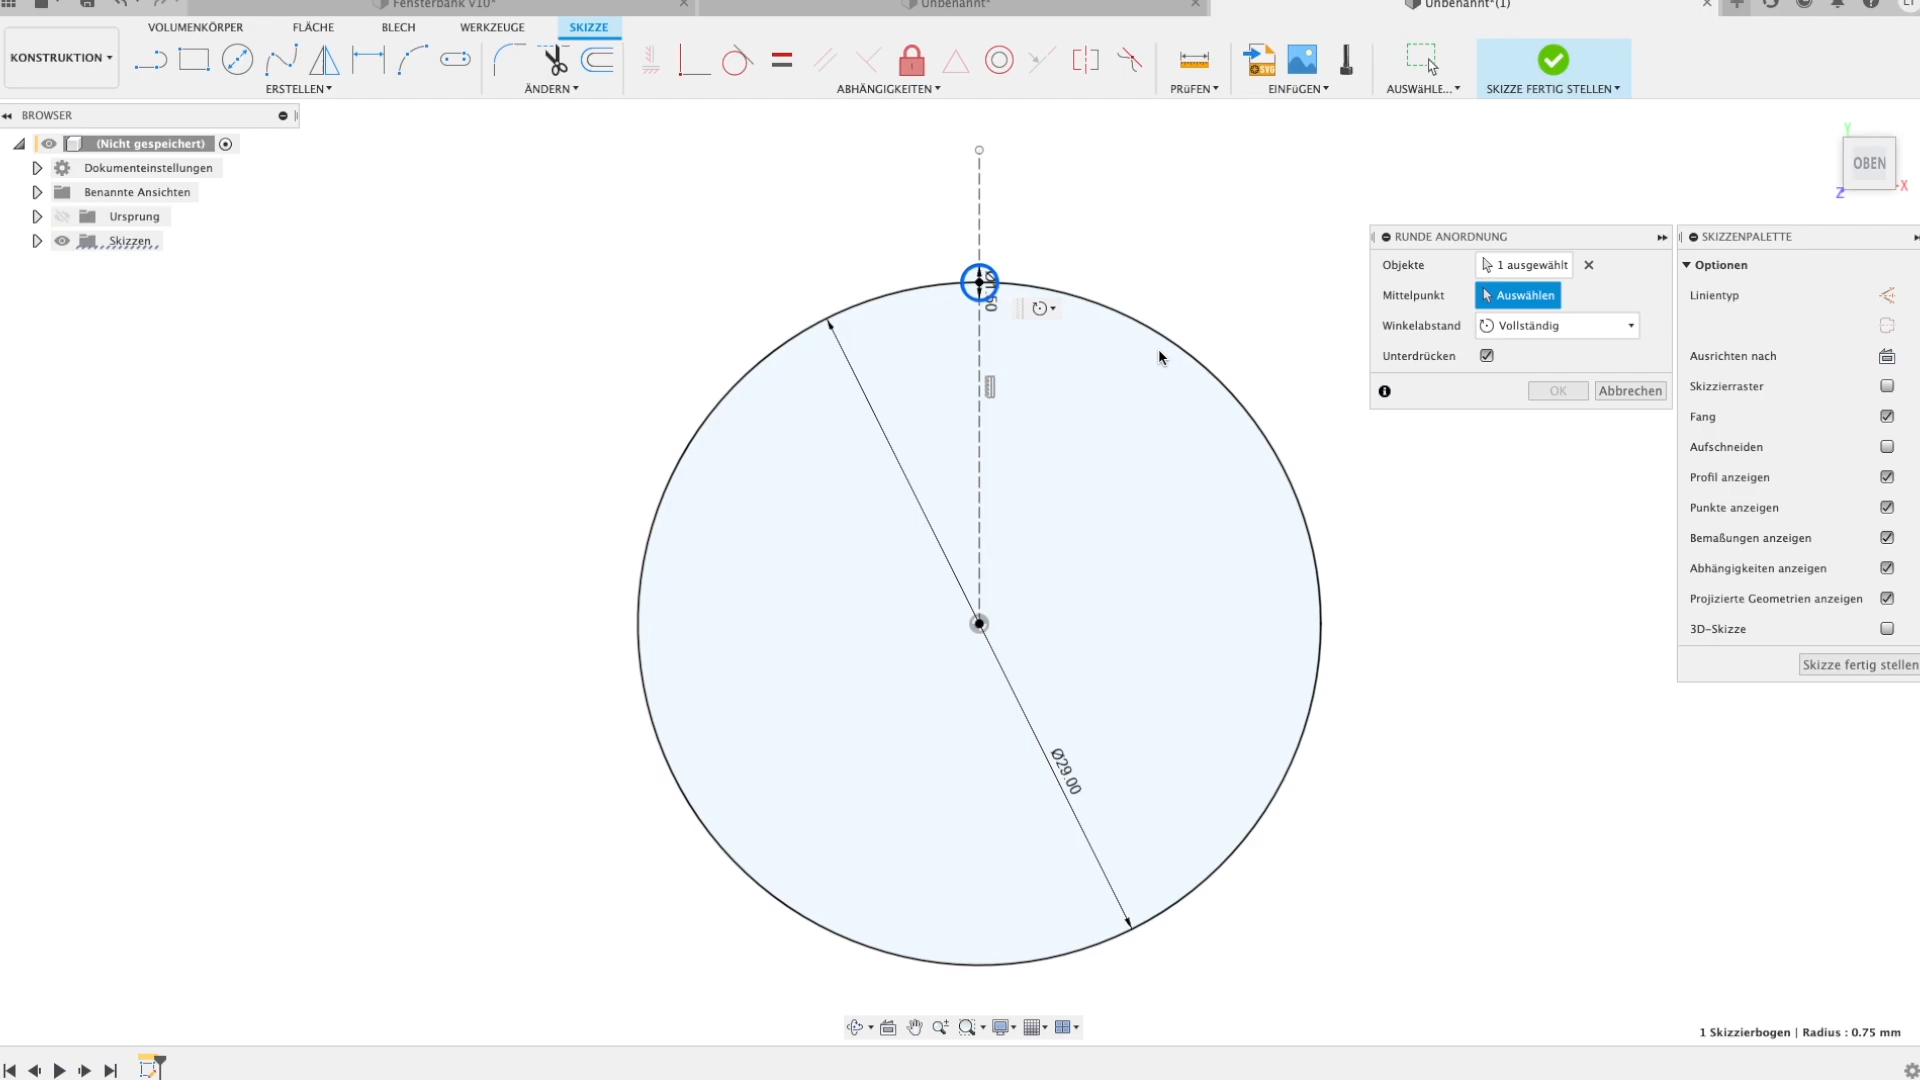 Fensterbank v10*
Unbenannt*
Unbenannt*(1)
VOLUMENKÖRPER
FLÄCHE
BLECH
WERKZEUGE
SKIZZE
KONSTRUKTION
ERSTELLEN
ÄNDERN
ABHÄNGIGKEITEN
PRÜFEN
SVG
EINFÜGEN
AUSWÄHLE...
SKIZZE FERTIG STELLEN
BROWSER
(Nicht gespeichert)
Dokumenteinstellungen
Benannte Ansichten
Ursprung
Skizzen
Y
OBEN
X
Z
RUNDE ANORDNUNG
Objekte
1 ausgewählt
Mittelpunkt
Auswählen
Winkelabstand
Vollständig
Unterdrücken
OK
Abbrechen
SKIZZENPALETTE
Optionen
Linientyp
Ausrichten nach
Skizzierraster
Fang
Aufschneiden
Profil anzeigen
Punkte anzeigen
Bemaßungen anzeigen
Abhängigkeiten anzeigen
Projizierte Geometrien anzeigen
3D-Skizze
Skizze fertig stellen
Ø1.50
Ø29.00
1 Skizzierbogen | Radius : 0.75 mm